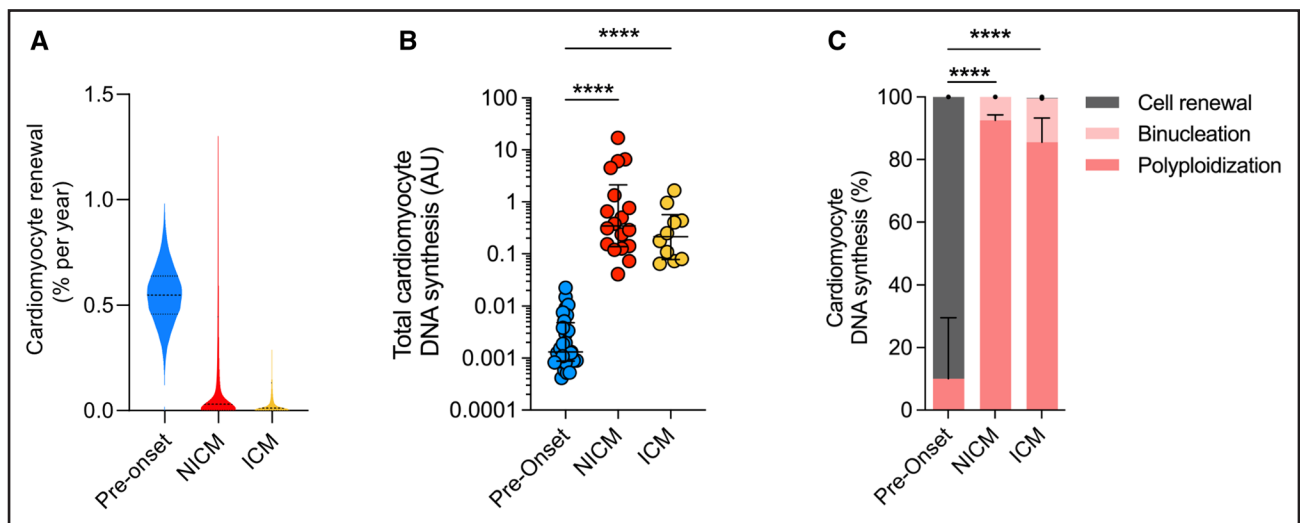 A
Cardiomyocyte renewal
(% per year)
1.5
1.0
0.5
0.0
Pre-onset
NICM
ICM
B
****
****
Total cardiomyocyte
DNA synthesis (AU)
100
10
1
0.1
0.01
0.001
0.0001
Pre-Onset
NICM
ICM
C
****
****
Cardiomyocyte
DNA synthesis (%)
100
80
60
40
20
0
Pre-Onset
NICM
ICM
Cell renewal
Binucleation
Polyploidization